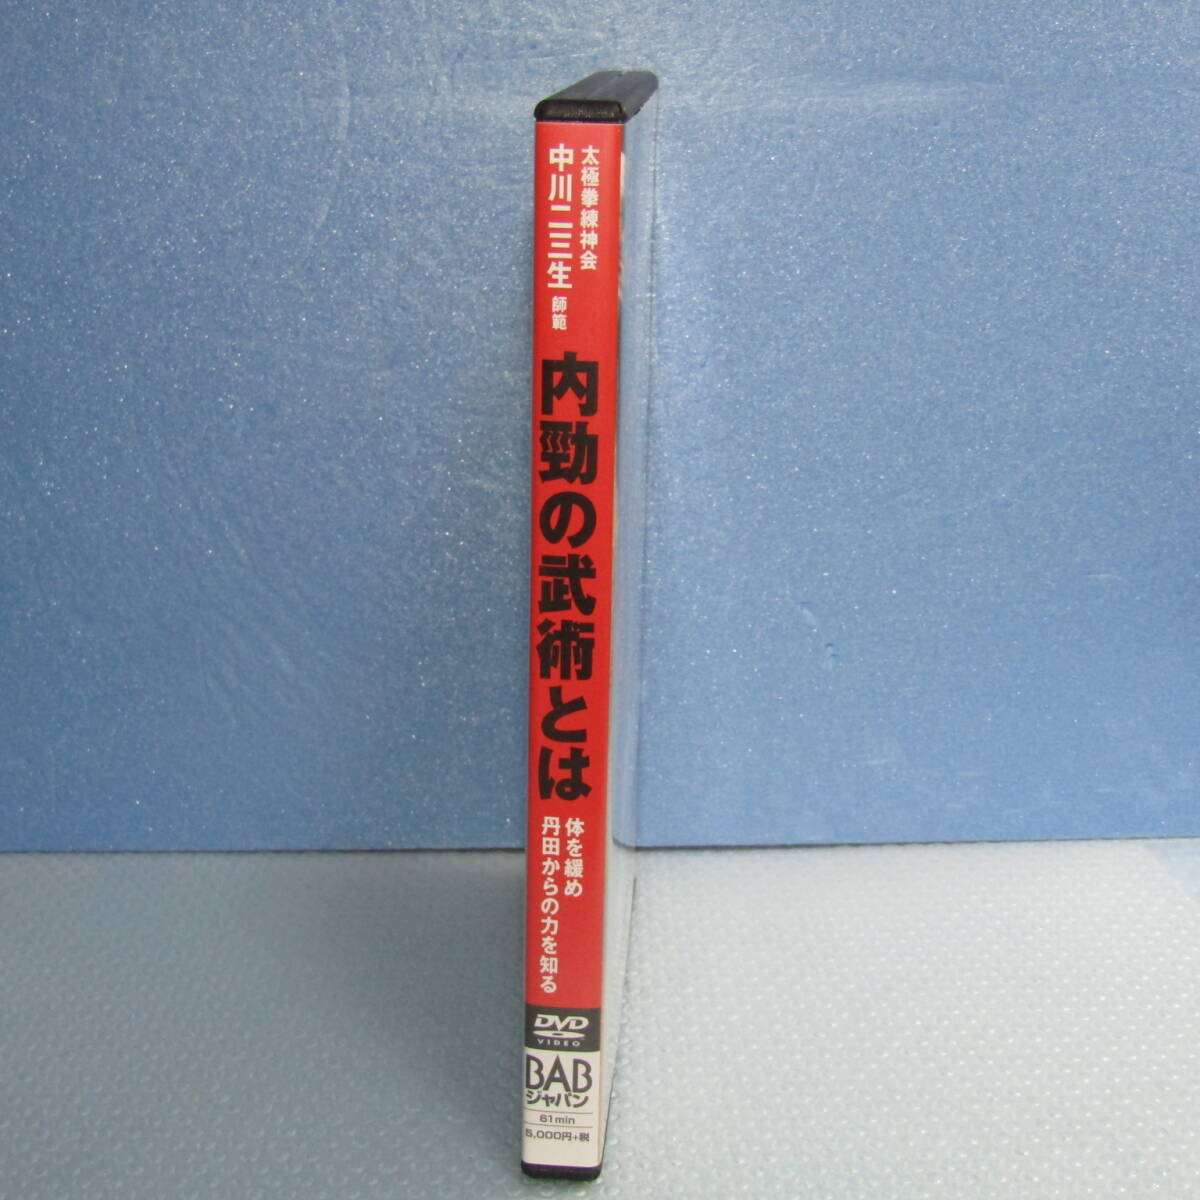 太極拳練神会
中川二三生 師範
内勁の武術とは
体を緩め
丹田からの力を知る
DVD
VIDEO
BAB
ジャパン
61min
5,000円+税